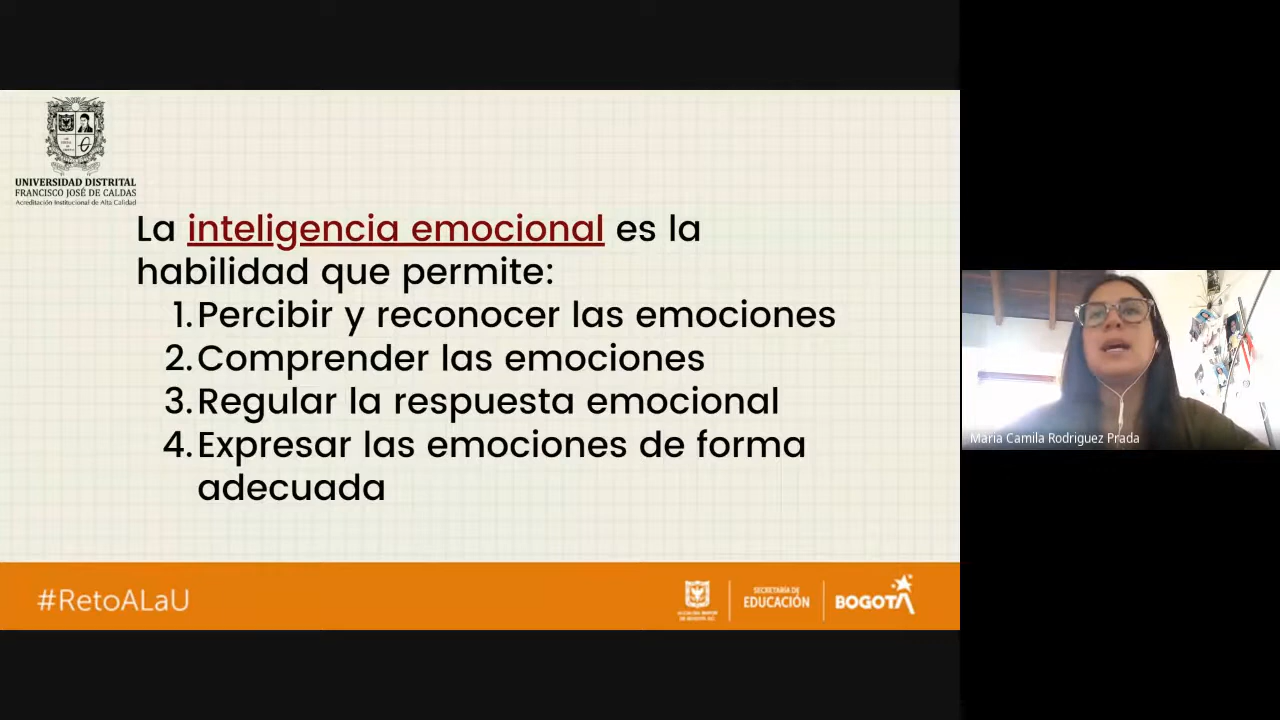 UNIVERSIDAD DISTRITAL
FRANCISCO JOSÉ DE CALDAS
Acreditación Institucional de Alta Calidad
La inteligencia emocional es la
habilidad que permite:
1. Percibir y reconocer las emociones
2. Comprender las emociones
3. Regular la respuesta emocional
4. Expresar las emociones de forma
adecuada
#RetoALaU
SECRETARÍA DE
EDUCACIÓN
BOGOTÁ
Maria Camila Rodriguez Prada